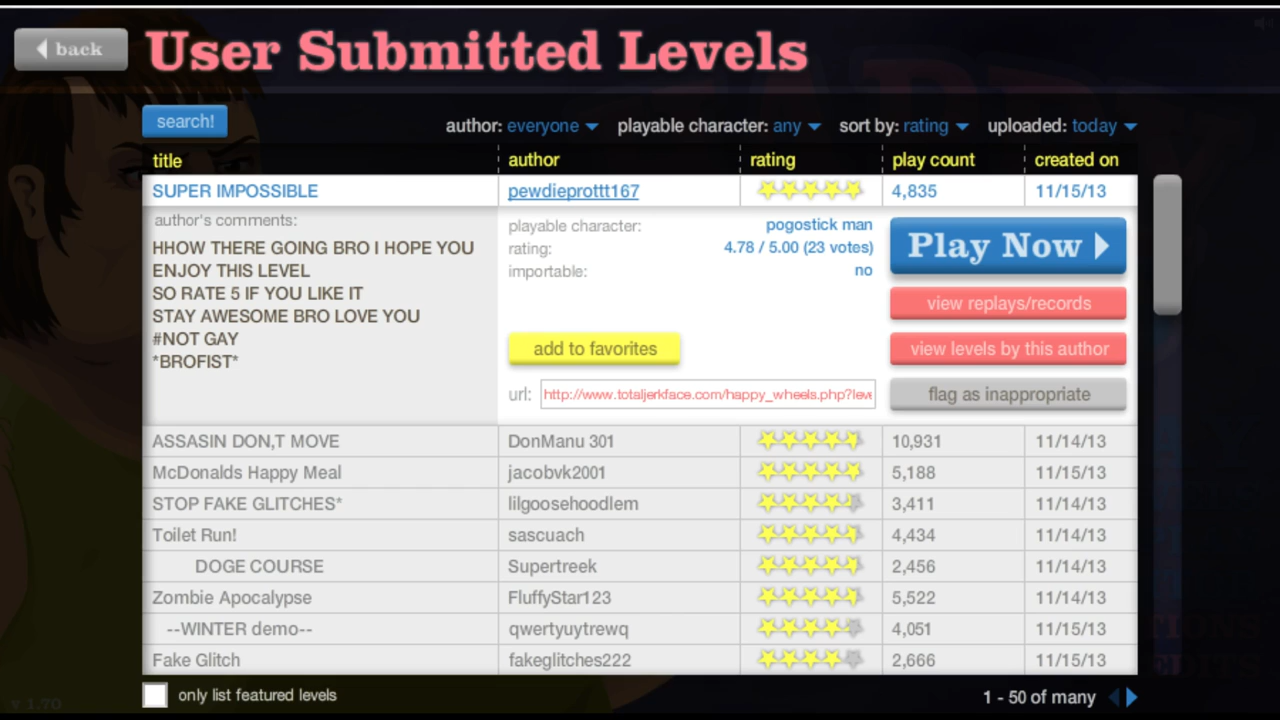 back
User Submitted Levels
search!
author: everyone playable character: any sort by: rating uploaded: today
title author rating play count created on
SUPER IMPOSSIBLE pewdieprottt167 4,835 11/15/13
author's comments:
HHOW THERE GOING BRO I HOPE YOU
ENJOY THIS LEVEL
SO RATE 5 IF YOU LIKE IT
STAY AWESOME BRO LOVE YOU
#NOT GAY
*BROFIST*
playable character: pogostick man
rating: 4.78 / 5.00 (23 votes)
importable: no
add to favorites
url: http://www.totaljerkface.com/happy_wheels.php?leve
Play Now
view replays/records
view levels by this author
flag as inappropriate
ASSASIN DON,T MOVE DonManu 301 10,931 11/14/13
McDonalds Happy Meal jacobvk2001 5,188 11/15/13
STOP FAKE GLITCHES* lilgoosehoodlem 3,411 11/14/13
Toilet Run! sascuach 4,434 11/14/13
DOGE COURSE Supertreek 2,456 11/14/13
Zombie Apocalypse FluffyStar123 5,522 11/14/13
--WINTER demo-- qwertyuytrewq 4,051 11/15/13
Fake Glitch fakeglitches222 2,666 11/15/13
only list featured levels
1 - 50 of many
v 1.70